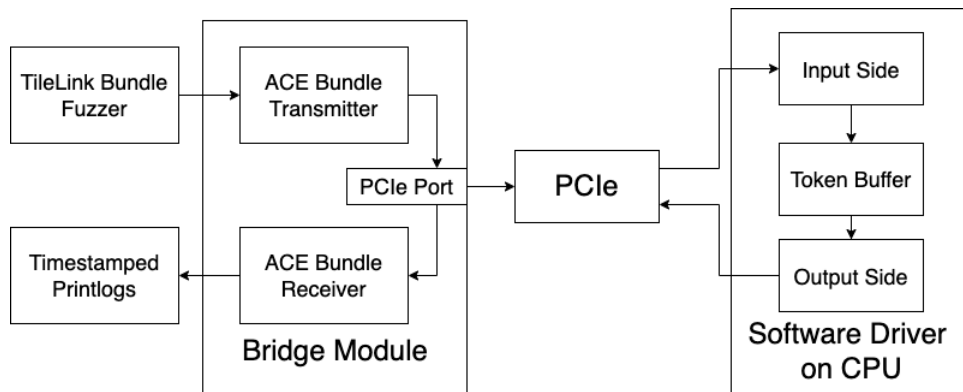 TileLink Bundle
Fuzzer
ACE Bundle
Transmitter
PCIe Port
ACE Bundle
Receiver
Timestamped
Printlogs
Bridge Module
PCIe
Input Side
Token Buffer
Output Side
Software Driver
on CPU